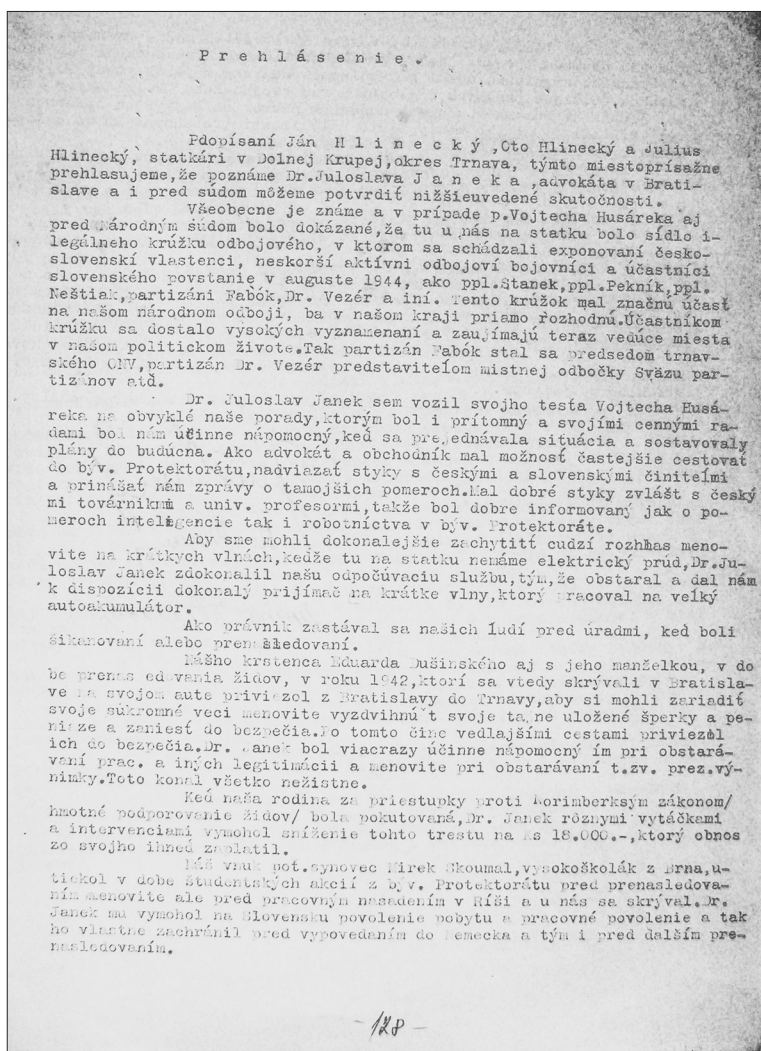 P r e h l á s e n i e .
Pdopísaní Ján H l i n e c k ý ,Oto Hlinecký a Julius
Hlinecký, statkári v Dolnej Krupej,okres Trnava, týmto miestoprísažne
prehlasujeme,že poznáme Dr.Juloslava J a n e k a ,advokáta v Brati-
slave a i pred súdom môžeme potvrdiť nižšieuvedené skutočnosti.
Všeobecne je známe a v prípade p.Vojtecha Husáreka aj
pred Národným súdom bolo dokázané,že tu u nás na statku bolo sídlo i-
legálneho krúžku odbojového, v ktorom sa schádzali exponovaní česko-
slovenskí vlastenci, neskorší aktívni odbojoví bojovníci a účastníci
slovenského povstanie v auguste 1944, ako ppl.Stanek,ppl.Pekník,ppl.
Neštiak,partizáni Fabók,Dr. Vezér a iní. Tento krúžok mal značnú účasť
na našom národnom odboji, ba v našom kraji priamo rozhodnú.Účastníkom
krúžku sa dostalo vysokých vyznamenaní a zaujímajú teraz vedúce miesta
v našom politickom živote.Tak partizán Fabók stal sa predsedom trnav-
ského ONV,partizán Dr. Vezér predstaviteľom mistnej odbočky Sväzu par-
tizánov atď.
Dr. Juloslav Janek sem vozil svojho testa Vojtecha Husá-
reka na obvyklé naše porady,ktorým bol i prítomný a svojími cennými ra-
dami bol nám účinne nápomocný,keď sa prejednávala situácia a sostavovaly
plány do budúcna. Ako advokát a obchodník mal možnosť častejšie cestovať
do býv. Protektorátu,nadviazať styky s českými a slovenskými činiteľmi
a prinášať nám zprávy o tamojších pomeroch.Mal dobré styky zvlášť s český
mi továrnikmi a univ. profesormi,takže bol dobre informovaný jak o po-
meroch inteligencie tak i robotníctva v býv. Protektoráte.
Aby sme mohli dokonalejšie zachytiť cudzí rozhlas meno-
vite na krátkych vlnách,kedže tu na statku nemáme elektrický prúd,Dr.Ju-
loslav Janek zdokonalil našu odpočúvaciu službu,tým,že obstaral a dal nám
k dispozícii dokonalý prijímač na krátke vlny,ktorý pracoval na veľký
autoakumulátor.
Ako právnik zastával sa našich ľudí pred úradmi, keď boli
šikanovaní alebo prenasledovaní.
Nášho krstenca Eduarda Dušinského aj s jeho manželkou, v do
be prenasledovania židov, v roku 1942,ktorí sa vtedy skrývali v Bratisla-
ve na svojom aute priviezol z Bratislavy do Trnavy,aby si mohli zariadiť
svoje súkromné veci menovite vyzdvihnúť svoje tajne uložené šperky a pe-
niaze a zaniesť do bezpečia.Po tomto čine vedlajšími cestami priviezol
ich do bezpečia.Dr. Janek bol viacrazy účinne nápomocný ím pri obstará-
vaní prac. a iných legitimácii a menovite pri obstarávaní t.zv. prez.vý-
nimky.Toto konal všetko nežistne.
Keď naša rodina za priestupky proti Norimberksým zákonom/
hmotné podporovanie židov/ bola pokutovaná,Dr. Janek rôznymi vytáčkami
a intervenciami vymohol sníženie tohto trestu na Ks 18.000.-,ktorý obnos
zo svojho ihneď zaplatil.
Náš vnuk pot.synovec Mirek Skoumal,vysokoškolák z Brna,u-
tiekol v dobe študentských akcií z býv. Protektorátu pred prenasledova-
ním menovite ale pred pracovným nasadením v Ríši a u nás sa skrýval.Dr.
Janek mu vymohol na Slovensku povolenie pobytu a pracovné povolenie a tak
ho vlastne zachránil pred vypovedaním do Nemecka a tým i pred dalším pre-
nasledovaním.
- 128 -